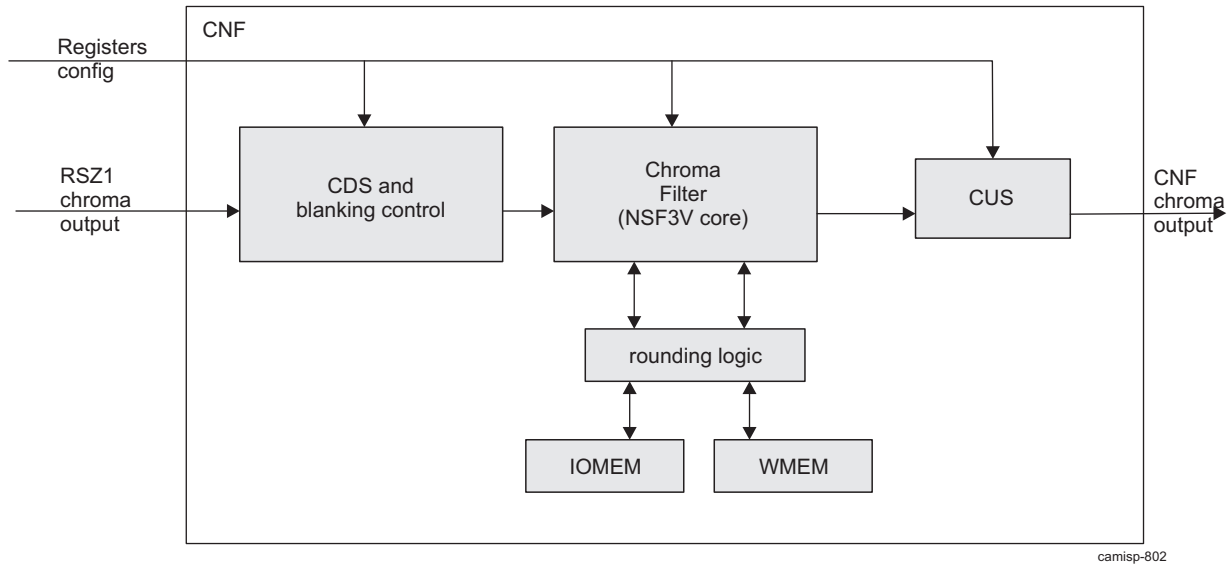 CNF
Registers
config
RSZ1
chroma
output
CDS and
blanking control
Chroma
Filter
(NSF3V core)
CUS
CNF
chroma
output
rounding logic
IOMEM
WMEM
camisp-802